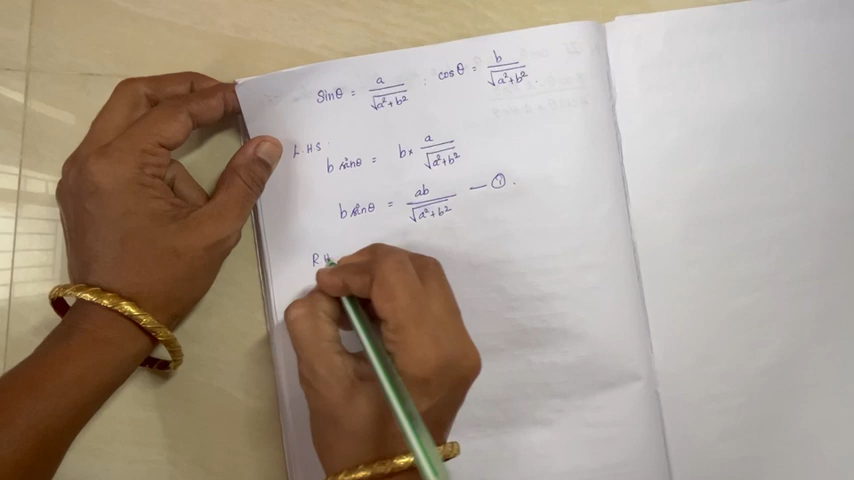 Sinθ = a/√(a²+b²) : cosθ = b/√(a²+b²).
L.H.S:
b sinθ = b× a/√(a²+b²)
b sinθ = ab/√(a²+b²) — ①.
R H